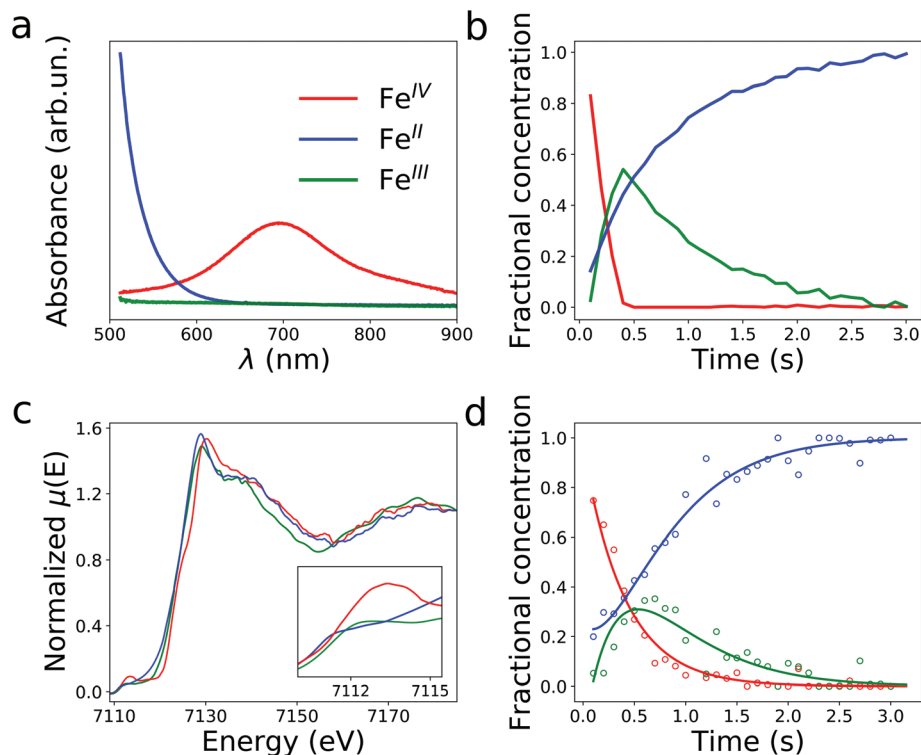 a
Absorbance (arb.un.)
Fe^IV
Fe^II
Fe^III
500 600 700 800 900
λ (nm)
b
Fractional concentration
1.0
0.8
0.6
0.4
0.2
0.0
0.0 0.5 1.0 1.5 2.0 2.5 3.0
Time (s)
c
Normalized μ(E)
1.6
1.2
0.8
0.4
0.0
7112 7115
7110 7130 7150 7170
Energy (eV)
d
Fractional concentration
1.0
0.8
0.6
0.4
0.2
0.0
0.0 0.5 1.0 1.5 2.0 2.5 3.0
Time (s)